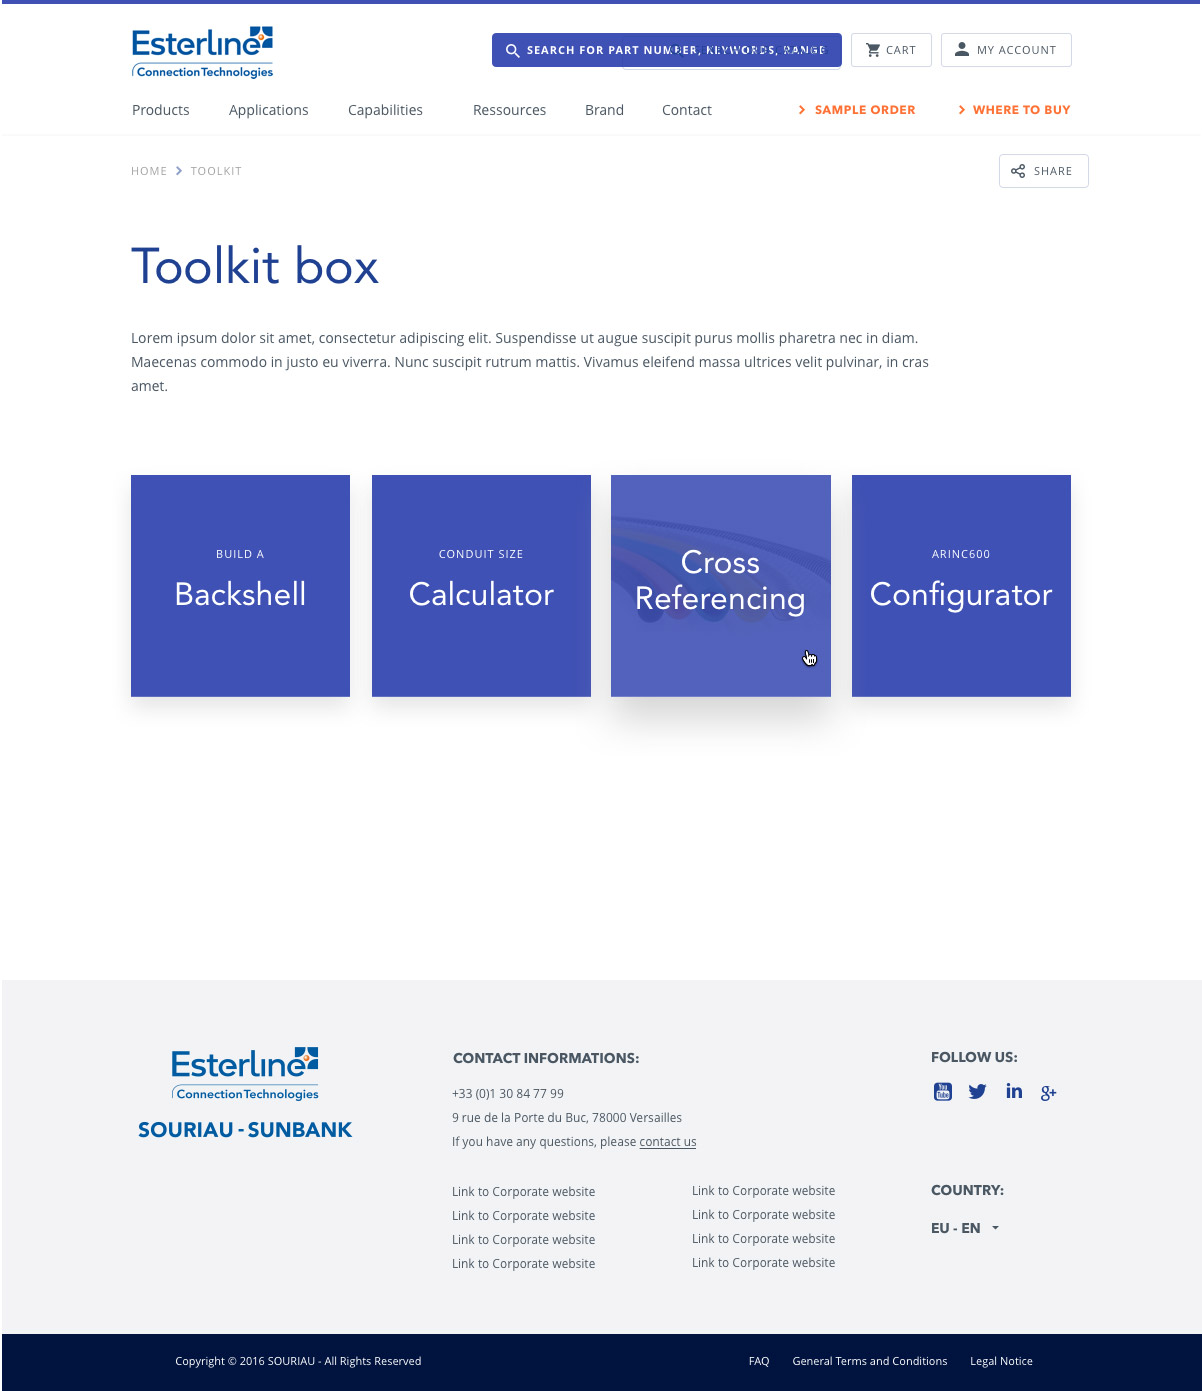 Esterline
Connection Technologies
SEARCH FOR PART NUMBER, KEYWORDS, RANGE
CART
MY ACCOUNT
Products
Applications
Capabilities
Ressources
Brand
Contact
SAMPLE ORDER
WHERE TO BUY
HOME
TOOLKIT
SHARE
Toolkit box
Lorem ipsum dolor sit amet, consectetur adipiscing elit. Suspendisse ut augue suscipit purus mollis pharetra nec in diam.
Maecenas commodo in justo eu viverra. Nunc suscipit rutrum mattis. Vivamus eleifend massa ultrices velit pulvinar, in cras
amet.
BUILD A
Backshell
CONDUIT SIZE
Calculator
Cross
Referencing
ARINC600
Configurator
Esterline
Connection Technologies
SOURIAU - SUNBANK
CONTACT INFORMATIONS:
+33 (0)1 30 84 77 99
9 rue de la Porte du Buc, 78000 Versailles
If you have any questions, please contact us
Link to Corporate website
Link to Corporate website
Link to Corporate website
Link to Corporate website
Link to Corporate website
Link to Corporate website
Link to Corporate website
Link to Corporate website
FOLLOW US:
You
Tube
in
g+
COUNTRY:
EU - EN
Copyright © 2016 SOURIAU - All Rights Reserved
FAQ
General Terms and Conditions
Legal Notice